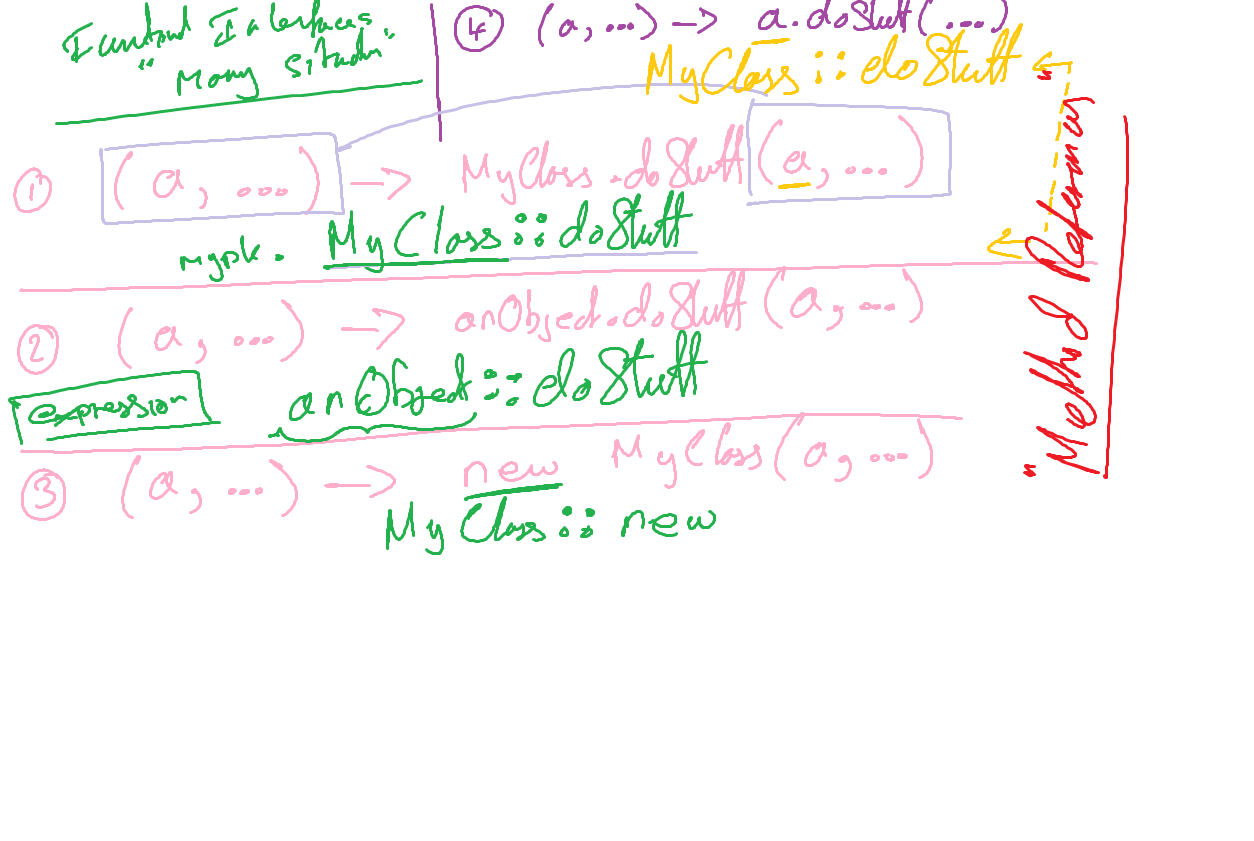 Functional Interfaces
"Many situatn"
④ (a, ...) -> a.doStuff(...)
MyClass::doStuff
① (a, ...) -> MyClass.doStuff(a, ...)
mypk. MyClass::doStuff
② (a, ...) -> anObject.doStuff(a, ...)
expression anObject::doStuff
③ (a, ...) -> new MyClass(a, ...)
MyClass::new
"Method References"